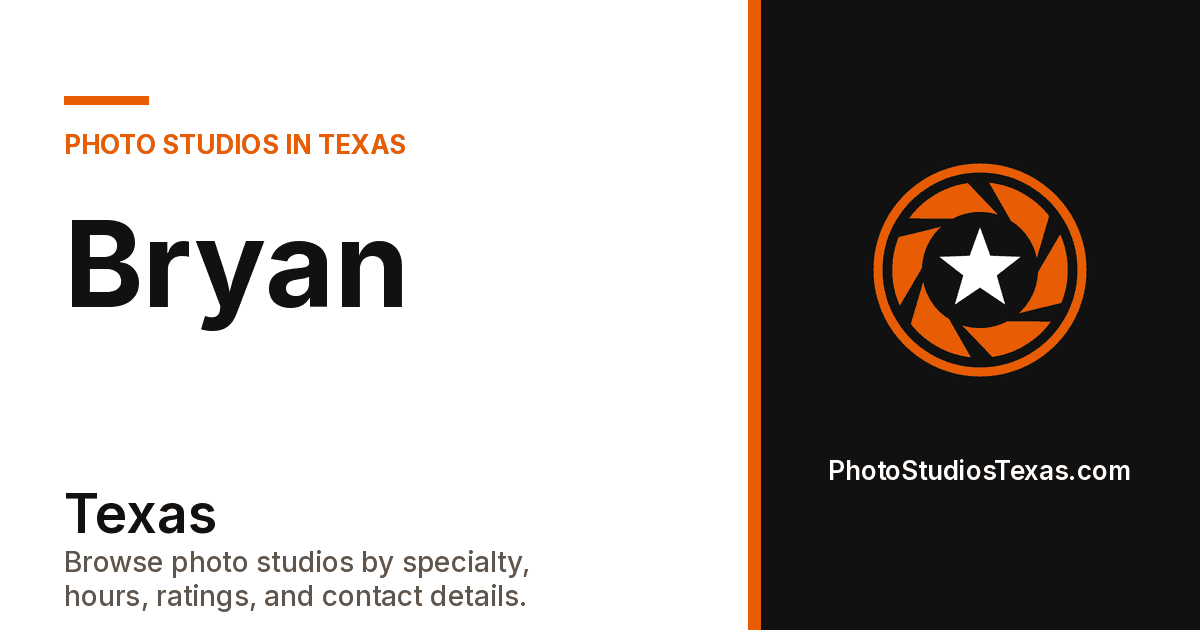 PHOTO STUDIOS IN TEXAS
Bryan
Texas
Browse photo studios by specialty,
hours, ratings, and contact details.
PhotoStudiosTexas.com